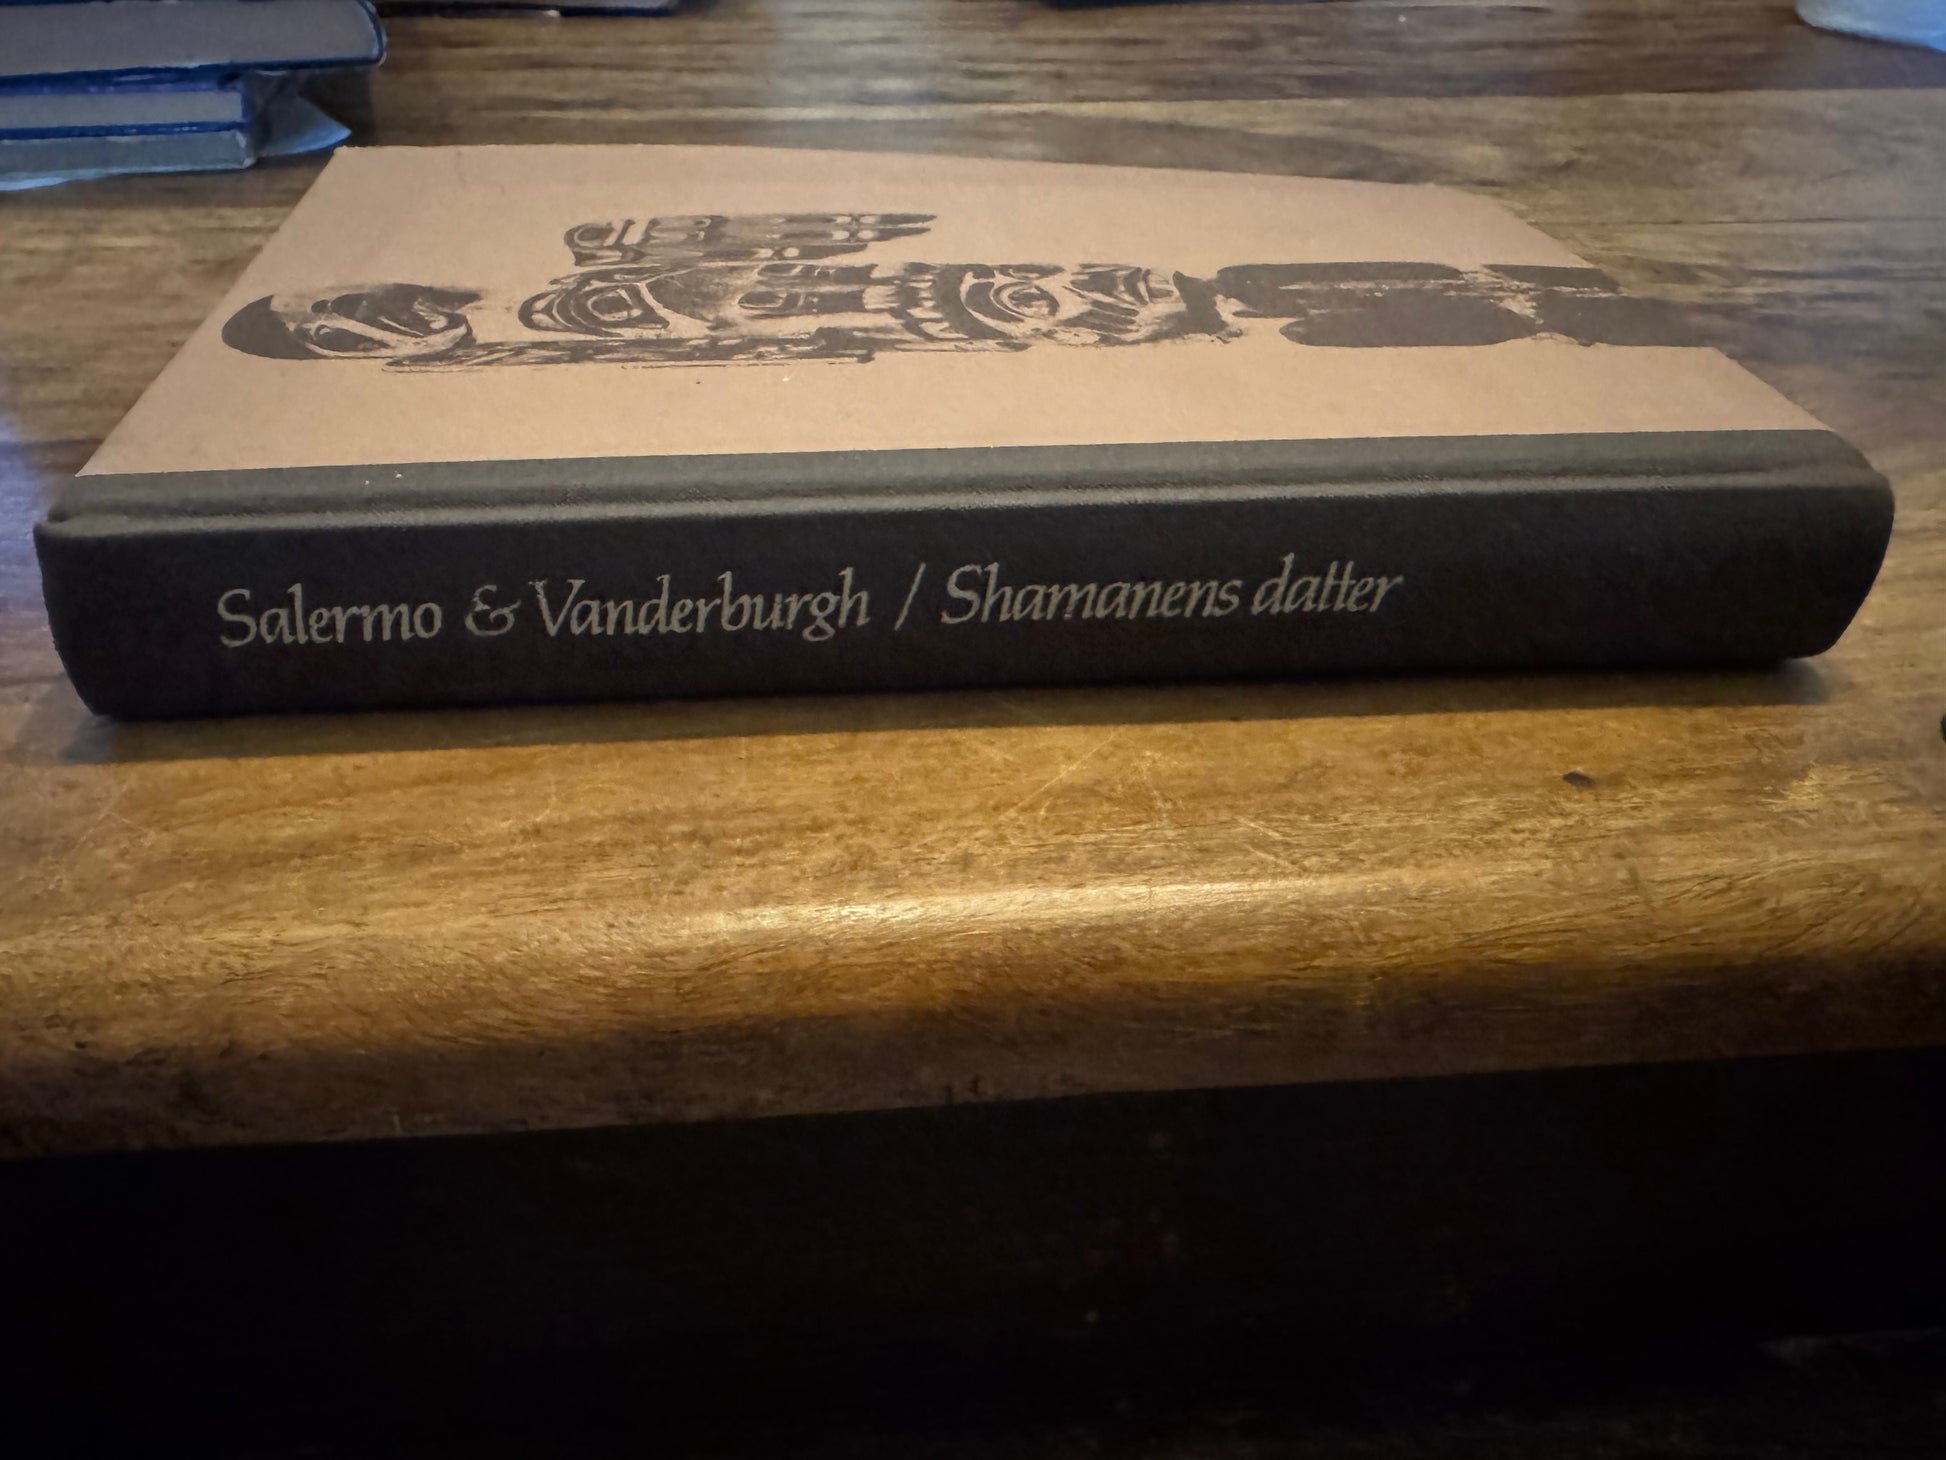 Salermo & Vanderburgh / Shamanens datter